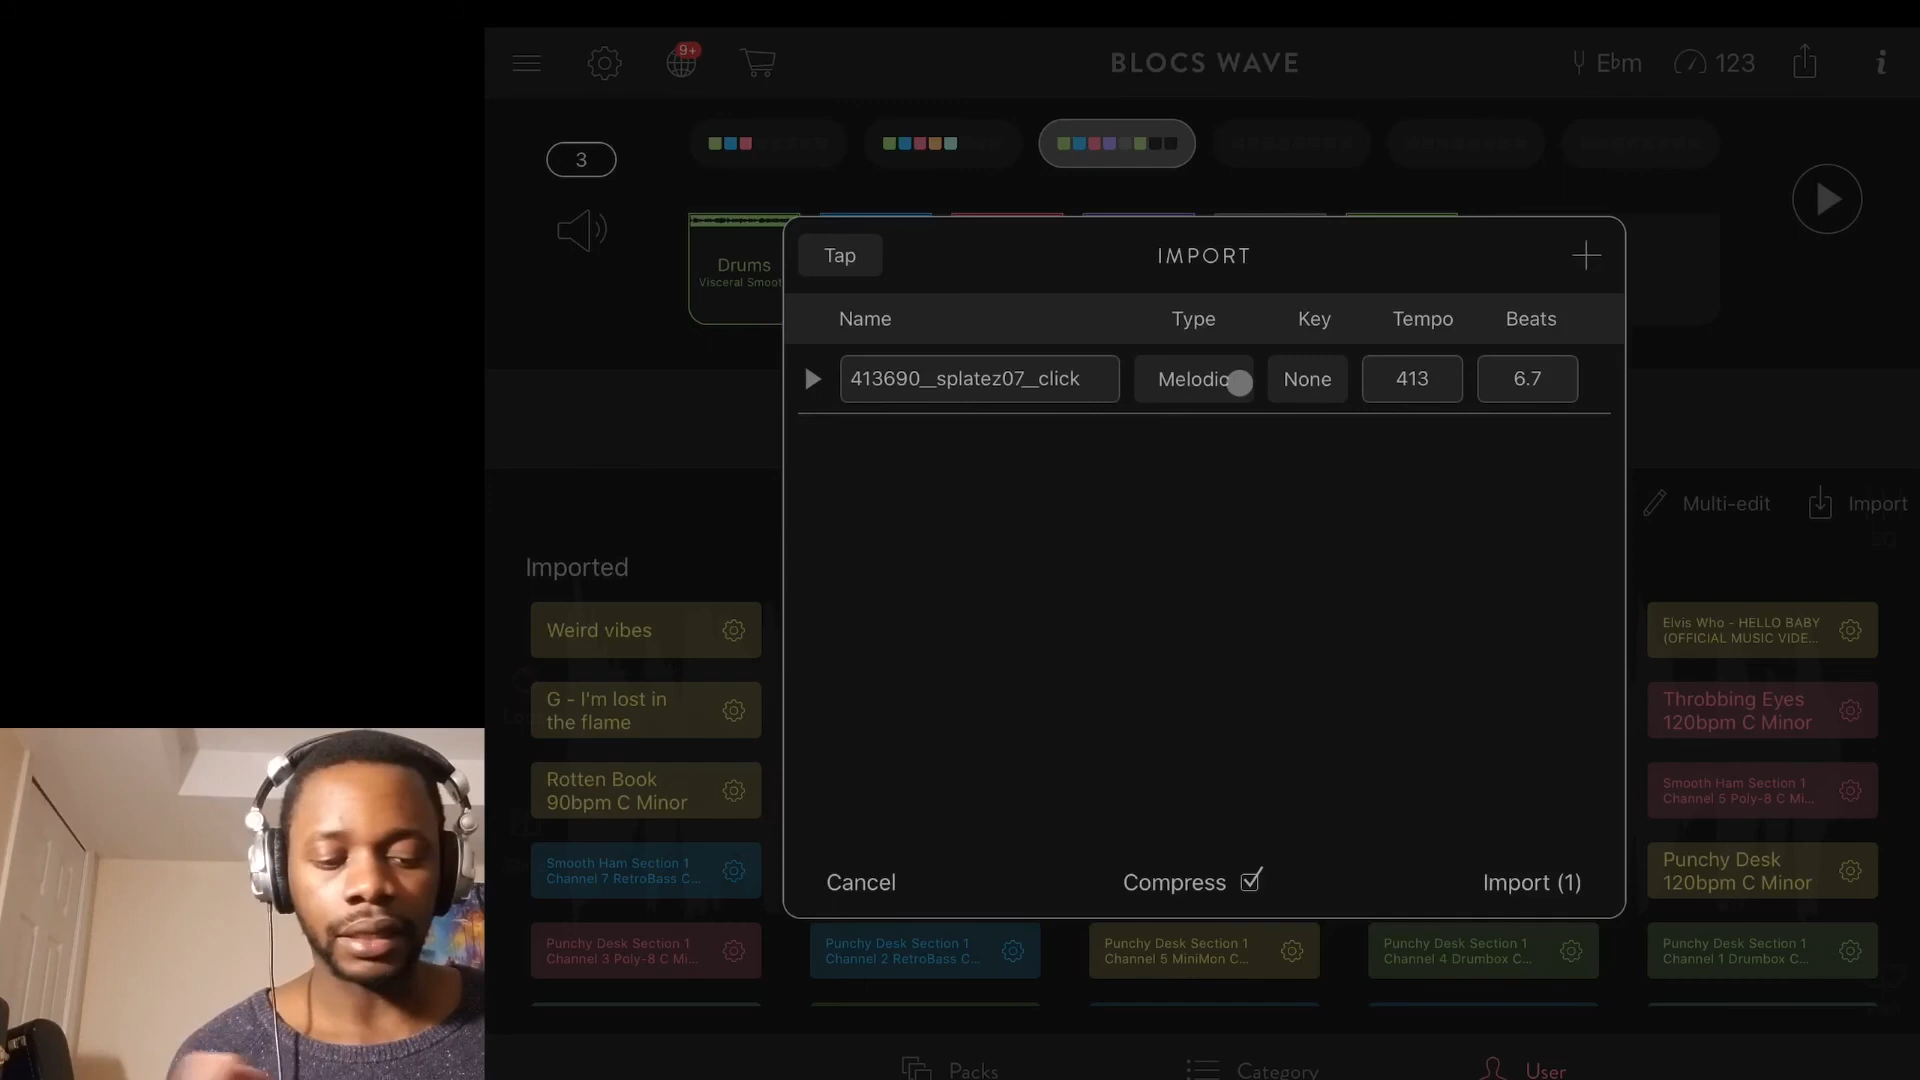 9+
BLOCS WAVE
Ebm
123
3
Drums
Visceral Smoot
Tap
IMPORT
Name Type Key Tempo Beats
413690__splatez07__click Melodic None 413 6.7
Multi-edit
Import
Imported
Weird vibes
Elvis Who - HELLO BABY
(OFFICIAL MUSIC VIDE...
G - I'm lost in
the flame
Throbbing Eyes
120bpm C Minor
Rotten Book
90bpm C Minor
Smooth Ham Section 1
Channel 5 Poly-8 C Mi...
Smooth Ham Section 1
Channel 7 RetroBass C...
Punchy Desk
120bpm C Minor
Cancel
Compress
Import (1)
Punchy Desk Section 1
Channel 3 Poly-8 C Mi...
Punchy Desk Section 1
Channel 2 RetroBass C...
Punchy Desk Section 1
Channel 5 MiniMon C...
Punchy Desk Section 1
Channel 4 Drumbox C...
Punchy Desk Section 1
Channel 1 Drumbox C...
Packs
Category
User